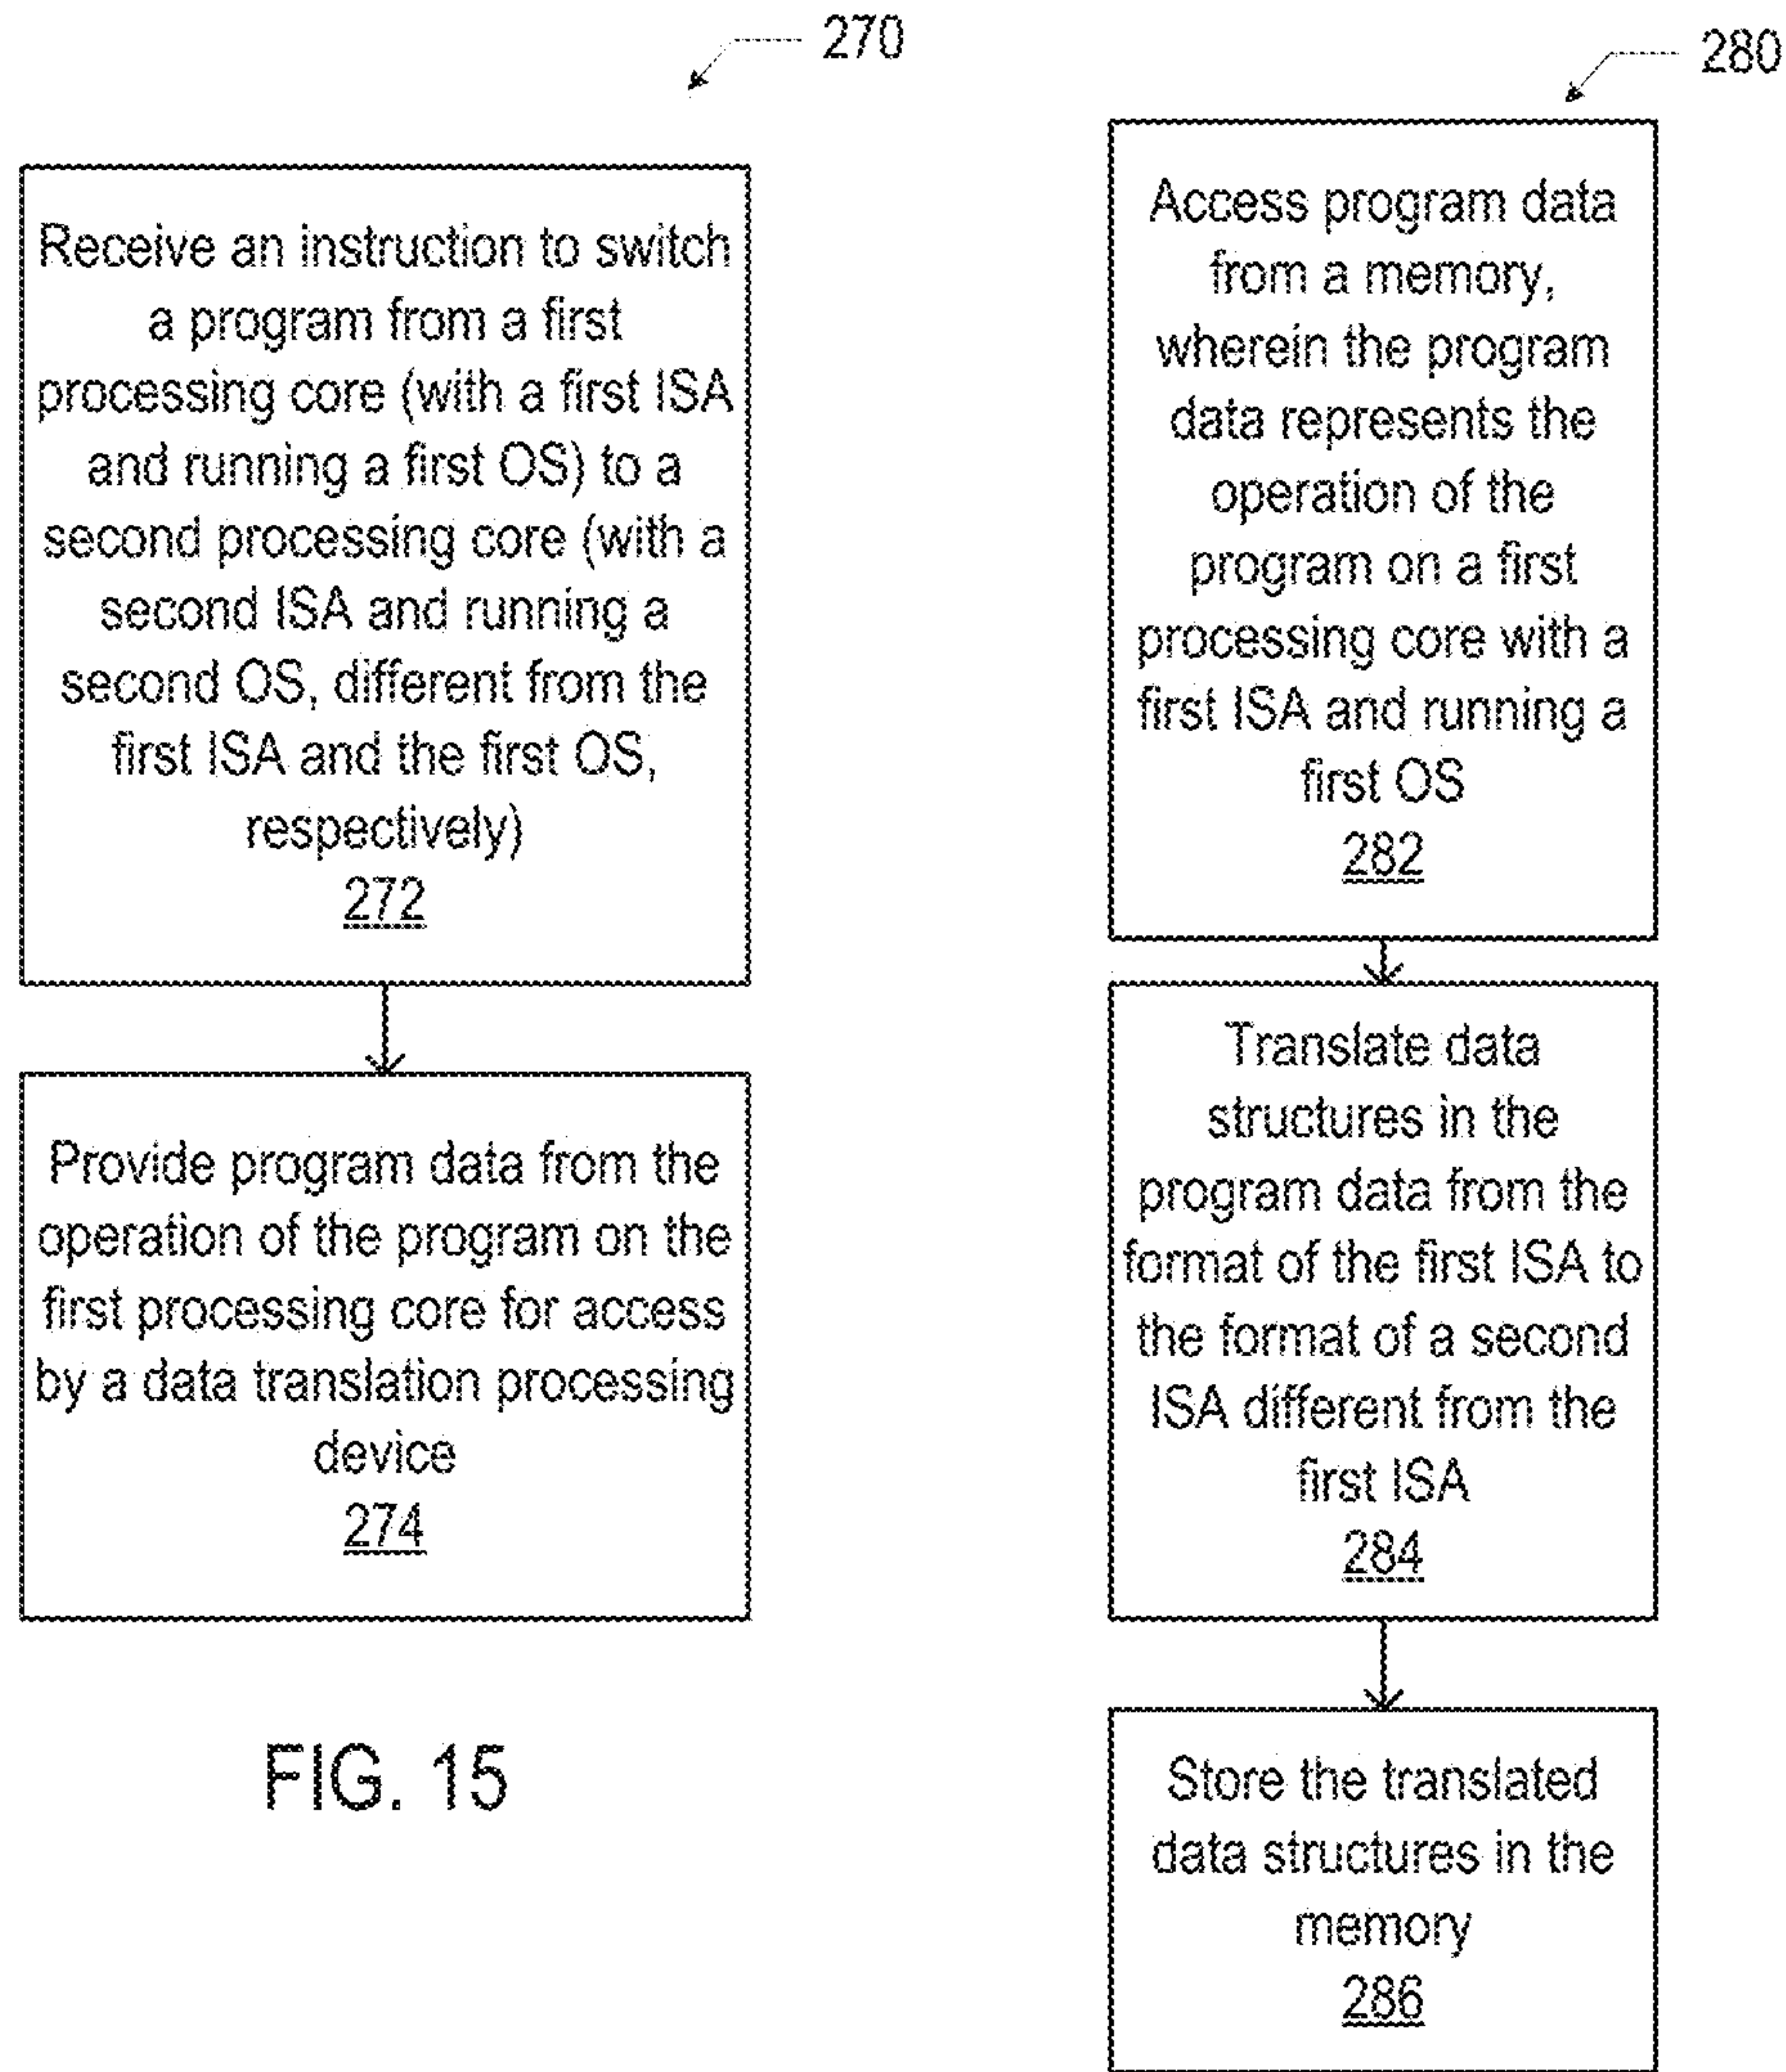 270
Receive an instruction to switch
a program from a first
processing core (with a first ISA
and running a first OS) to a
second processing core (with a
second ISA and running a
second OS, different from the
first ISA and the first OS,
respectively)
272
Provide program data from the
operation of the program on the
first processing core for access
by a data translation processing
device
274
FIG. 15
280
Access program data
from a memory,
wherein the program
data represents the
operation of the
program on a first
processing core with a
first ISA and running a
first OS
282
Translate data
structures in the
program data from the
format of the first ISA to
the format of a second
ISA different from the
first ISA
284
Store the translated
data structures in the
memory
286